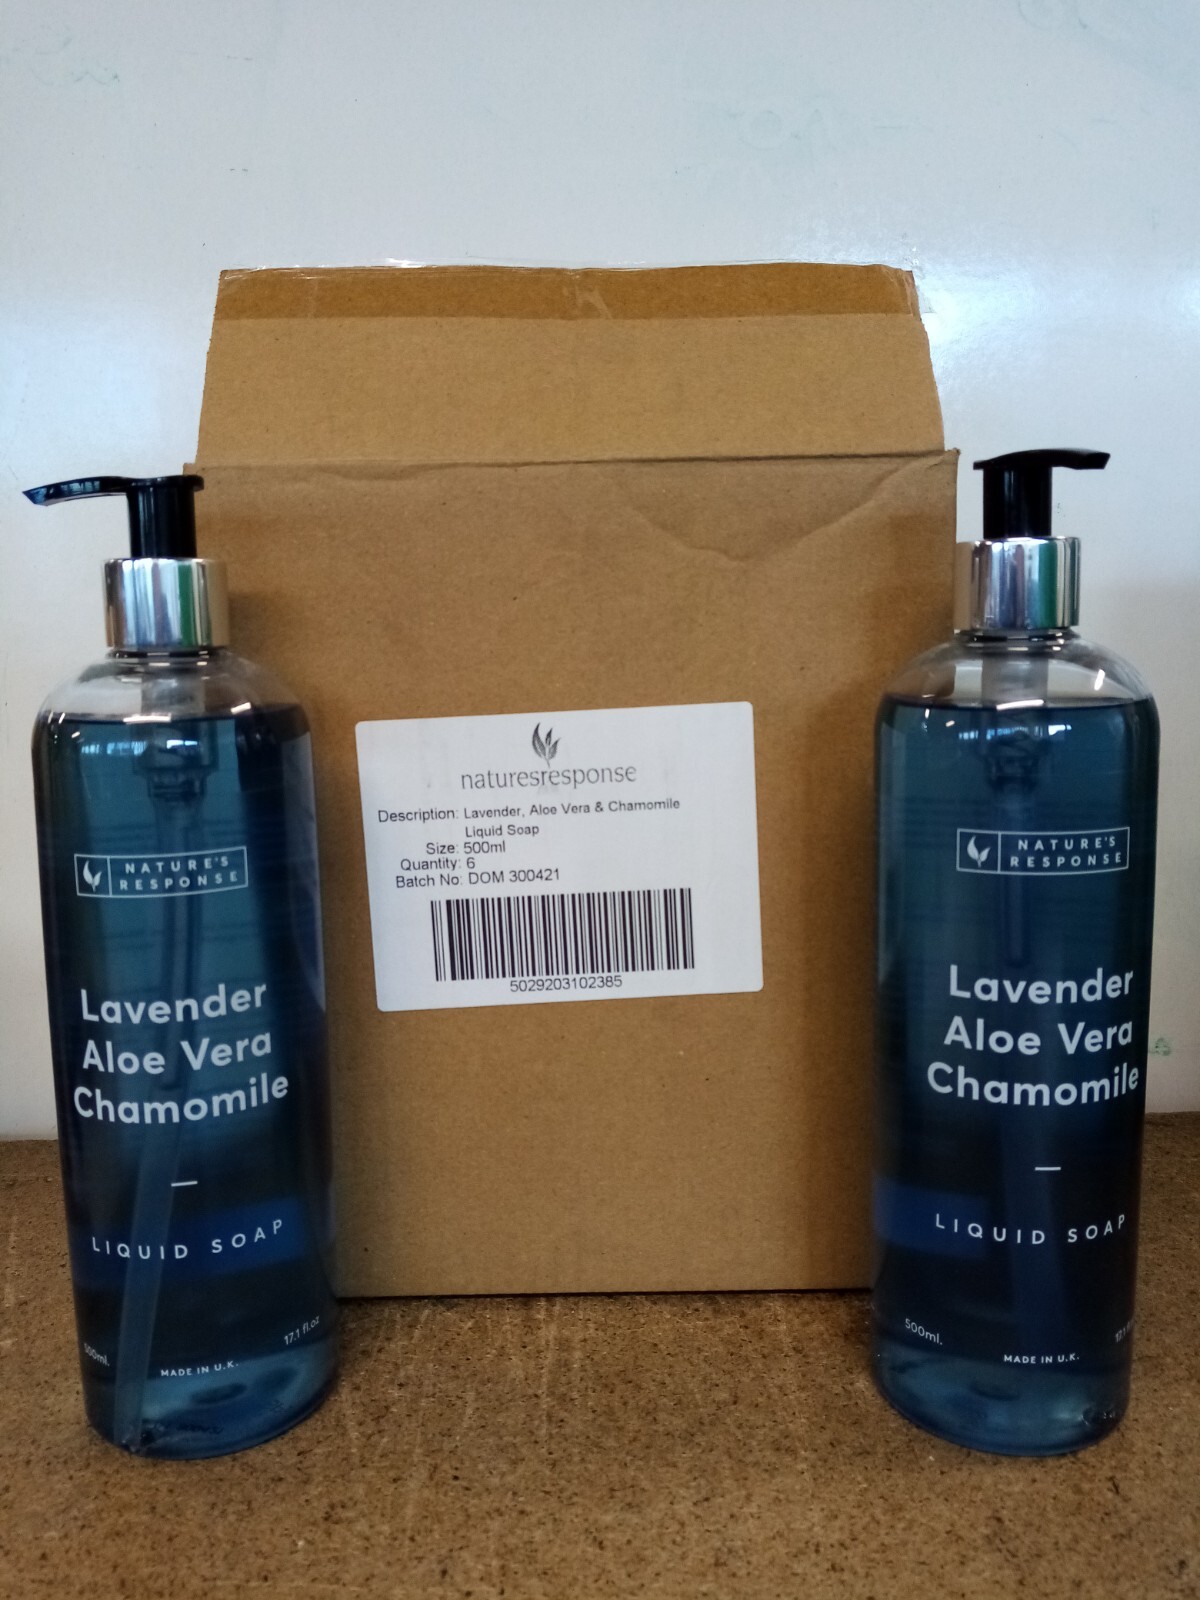 NATURE'S
RESPONSE
Lavender
Aloe Vera
Chamomile
LIQUID SOAP
500ml.
17.1 fl.oz
MADE IN U.K.
naturesresponse
Description: Lavender, Aloe Vera & Chamomile
Liquid Soap
Size: 500ml
Quantity: 6
Batch No: DOM 300421
5029203102385
NATURE'S
RESPONSE
Lavender
Aloe Vera
Chamomile
LIQUID SOAP
500ml.
MADE IN U.K.